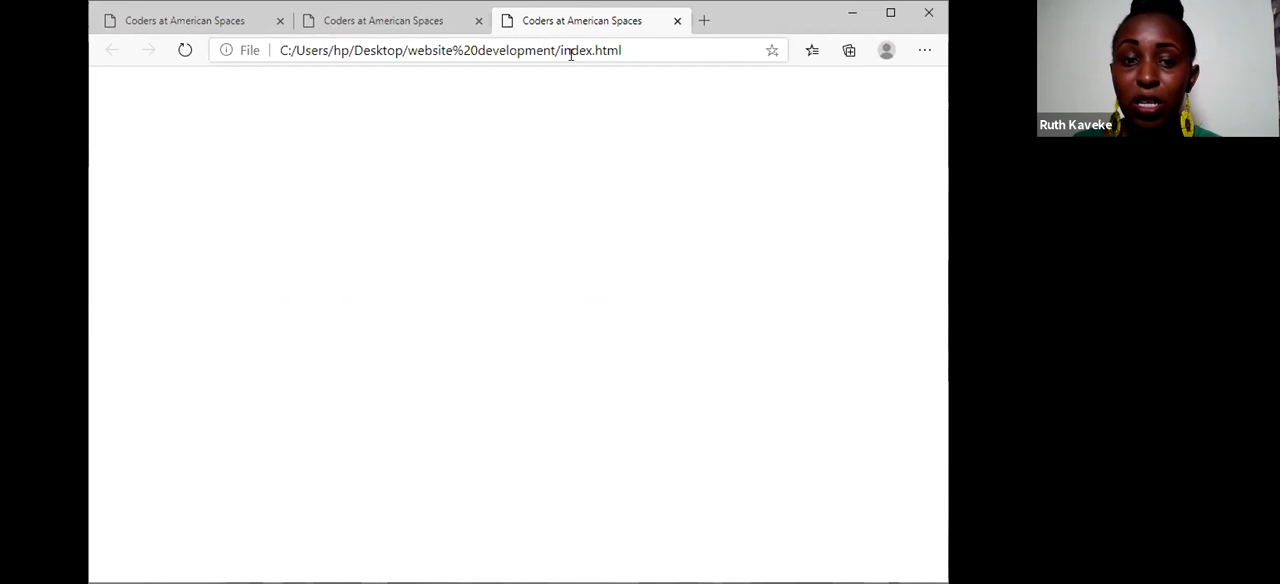 Coders at American Spaces
Coders at American Spaces
Coders at American Spaces
File
C:/Users/hp/Desktop/website%20development/index.html
Ruth Kaveke